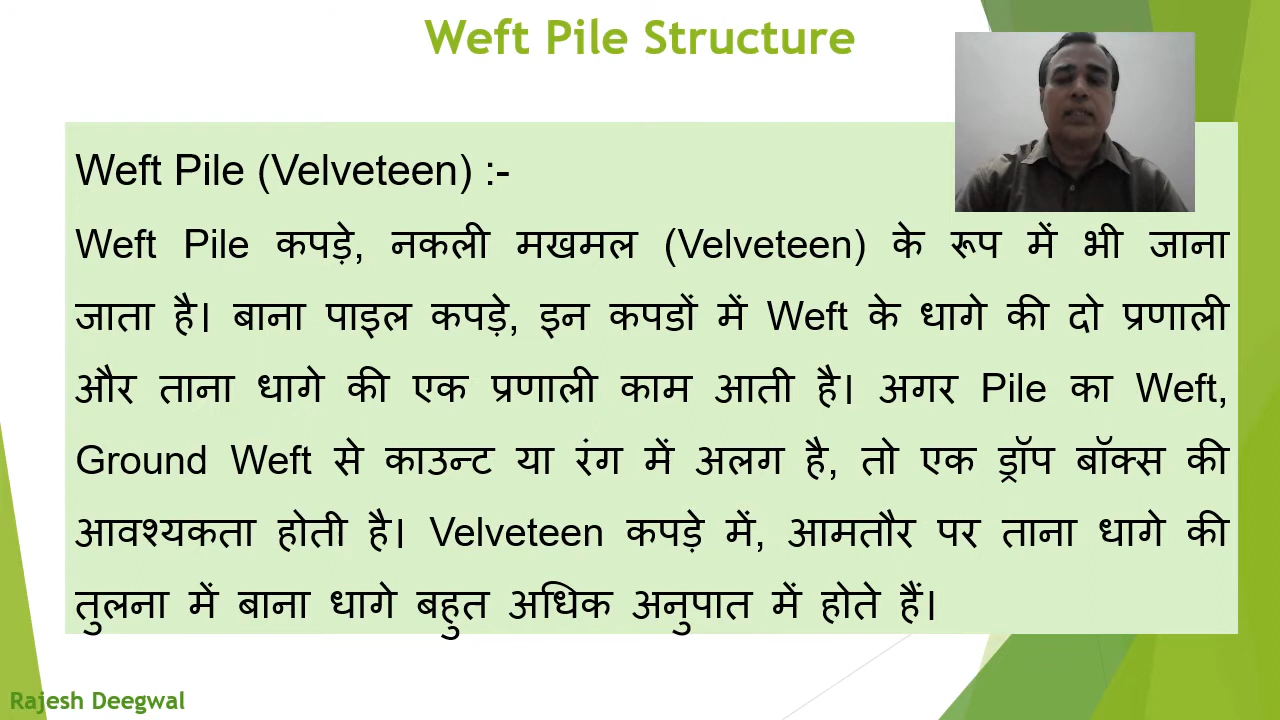 Weft Pile Structure
Weft Pile (Velveteen) :-
Weft Pile कपड़े, नकली मखमल (Velveteen) के रूप में भी जाना
जाता है। बाना पाइल कपड़े, इन कपडों में Weft के धागे की दो प्रणाली
और ताना धागे की एक प्रणाली काम आती है। अगर Pile का Weft,
Ground Weft से काउन्ट या रंग में अलग है, तो एक ड्रॉप बॉक्स की
आवश्यकता होती है। Velveteen कपड़े में, आमतौर पर ताना धागे की
तुलना में बाना धागे बहुत अधिक अनुपात में होते हैं।
Rajesh Deegwal